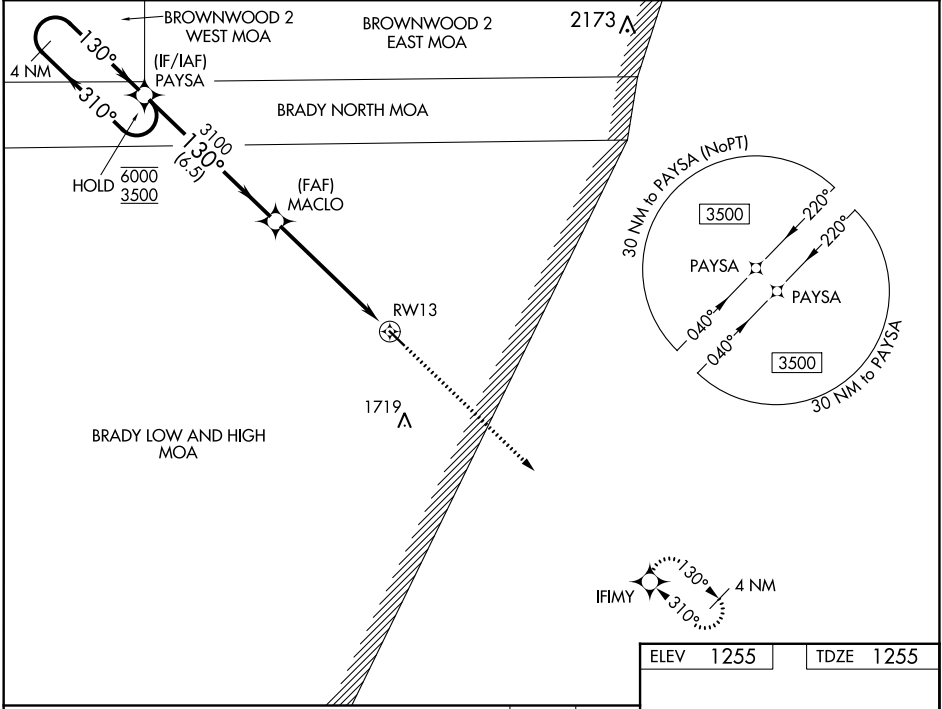 BROWNWOOD 2
WEST MOA
BROWNWOOD 2
EAST MOA
2173
130°
(IF/IAF)
PAYSA
4 NM
310°
BRADY NORTH MOA
3100
130°
(6.5)
HOLD
6000
3500
(FAF)
MACLO
30 NM to PAYSA (NoPT)
3500
220°
220°
PAYSA
PAYSA
040°
040°
3500
30 NM to PAYSA
RW13
1719
BRADY LOW AND HIGH
MOA
IFIMY
130°
310°
4 NM
ELEV 1255
TDZE 1255